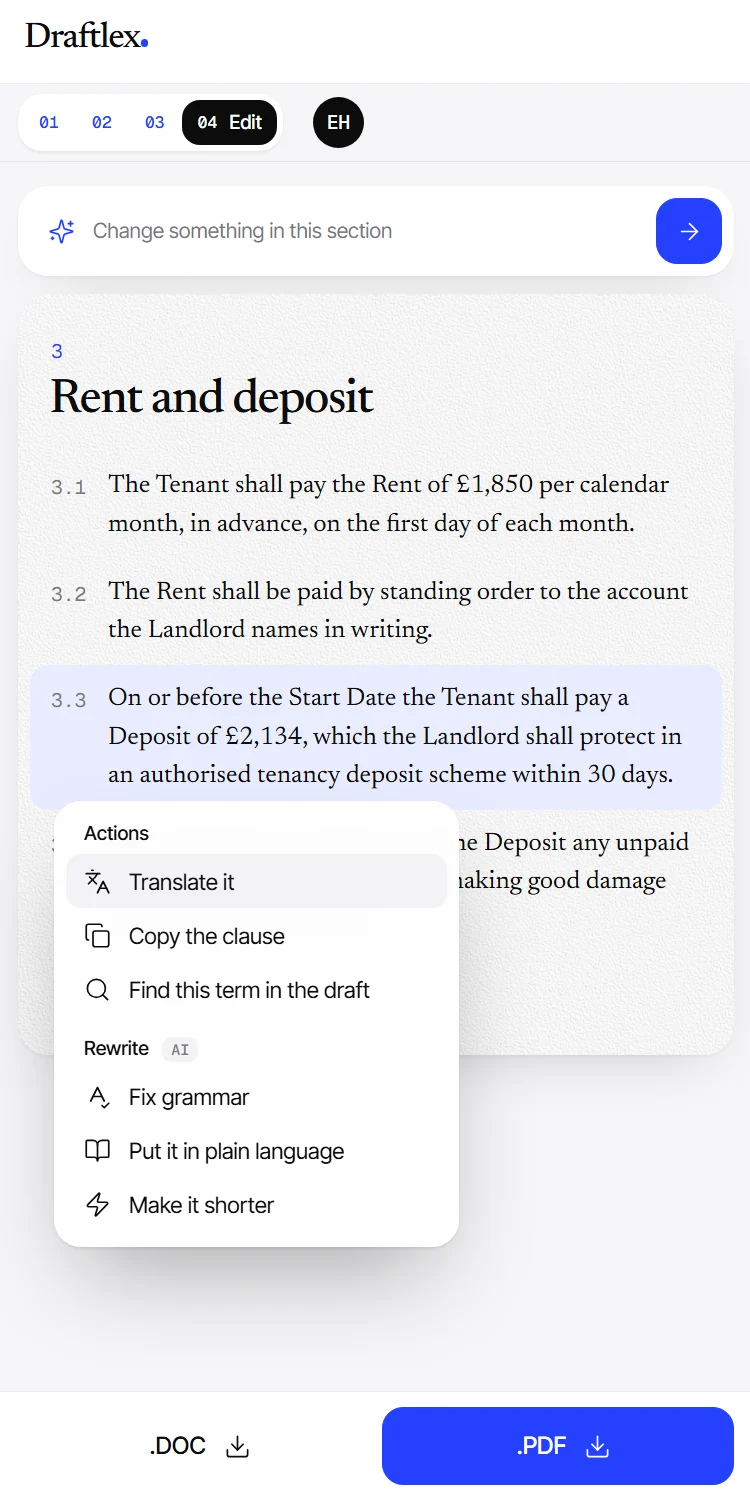 Draftlex.
01 02 03 04 Edit EH
Change something in this section
3
Rent and deposit
3.1 The Tenant shall pay the Rent of £1,850 per calendar
month, in advance, on the first day of each month.
3.2 The Rent shall be paid by standing order to the account
the Landlord names in writing.
3.3 On or before the Start Date the Tenant shall pay a
Deposit of £2,134, which the Landlord shall protect in
an authorised tenancy deposit scheme within 30 days.
Deposit any unpaid
good damage
Actions
Translate it
Copy the clause
Find this term in the draft
Rewrite AI
Fix grammar
Put it in plain language
Make it shorter
.DOC
.PDF